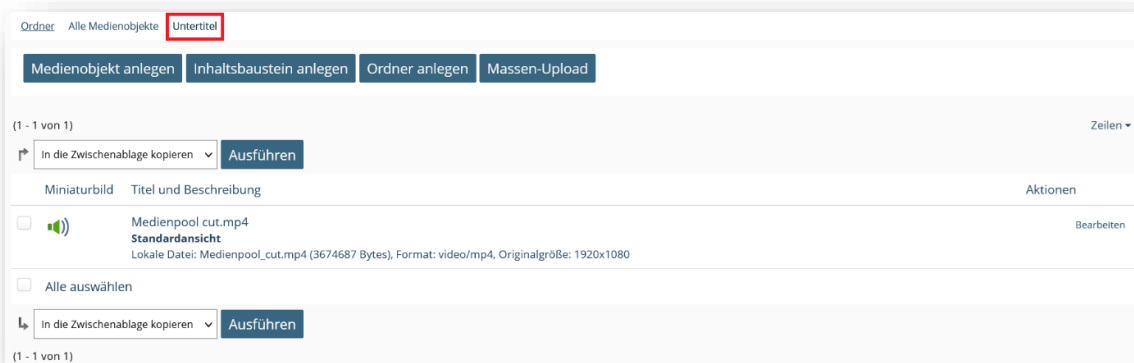 Ordner Alle Medienobjekte Untertitel
Medienobjekt anlegen Inhaltsbaustein anlegen Ordner anlegen Massen-Upload
(1 - 1 von 1) Zeilen
In die Zwischenablage kopieren Ausführen
Miniaturbild Titel und Beschreibung Aktionen
Medienpool cut.mp4 Bearbeiten
Standardansicht
Lokale Datei: Medienpool_cut.mp4 (3674687 Bytes), Format: video/mp4, Originalgröße: 1920x1080
Alle auswählen
In die Zwischenablage kopieren Ausführen
(1 - 1 von 1)